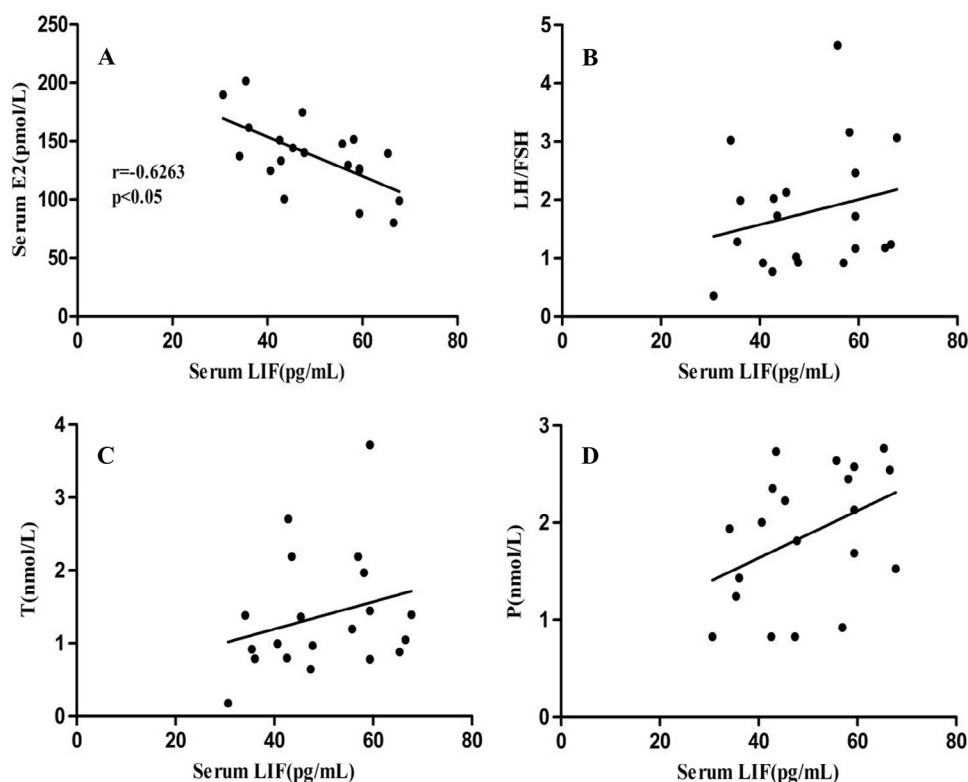 A
Serum E2(pmol/L)
250
200
150
100
50
0
r=-0.6263
p<0.05
0 20 40 60 80
Serum LIF(pg/mL)
B
LH/FSH
5
4
3
2
1
0
0 20 40 60 80
Serum LIF(pg/mL)
C
T(nmol/L)
4
3
2
1
0
0 20 40 60 80
Serum LIF(pg/mL)
D
P(nmol/L)
3
2
1
0
0 20 40 60 80
Serum LIF(pg/mL)